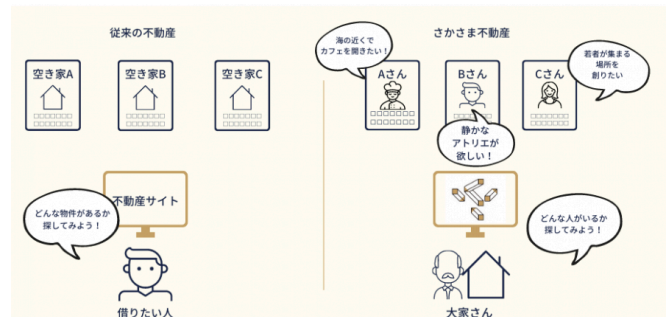 従来の不動産
空き家A
空き家B
空き家C
不動産サイト
どんな物件があるか
探してみよう！
借りたい人
さかさま不動産
海の近くで
カフェを開きたい！
Aさん
Bさん
Cさん
若者が集まる
場所を
創りたい
静かな
アトリエが
欲しい！
どんな人がいるか
探してみよう！
大家さん